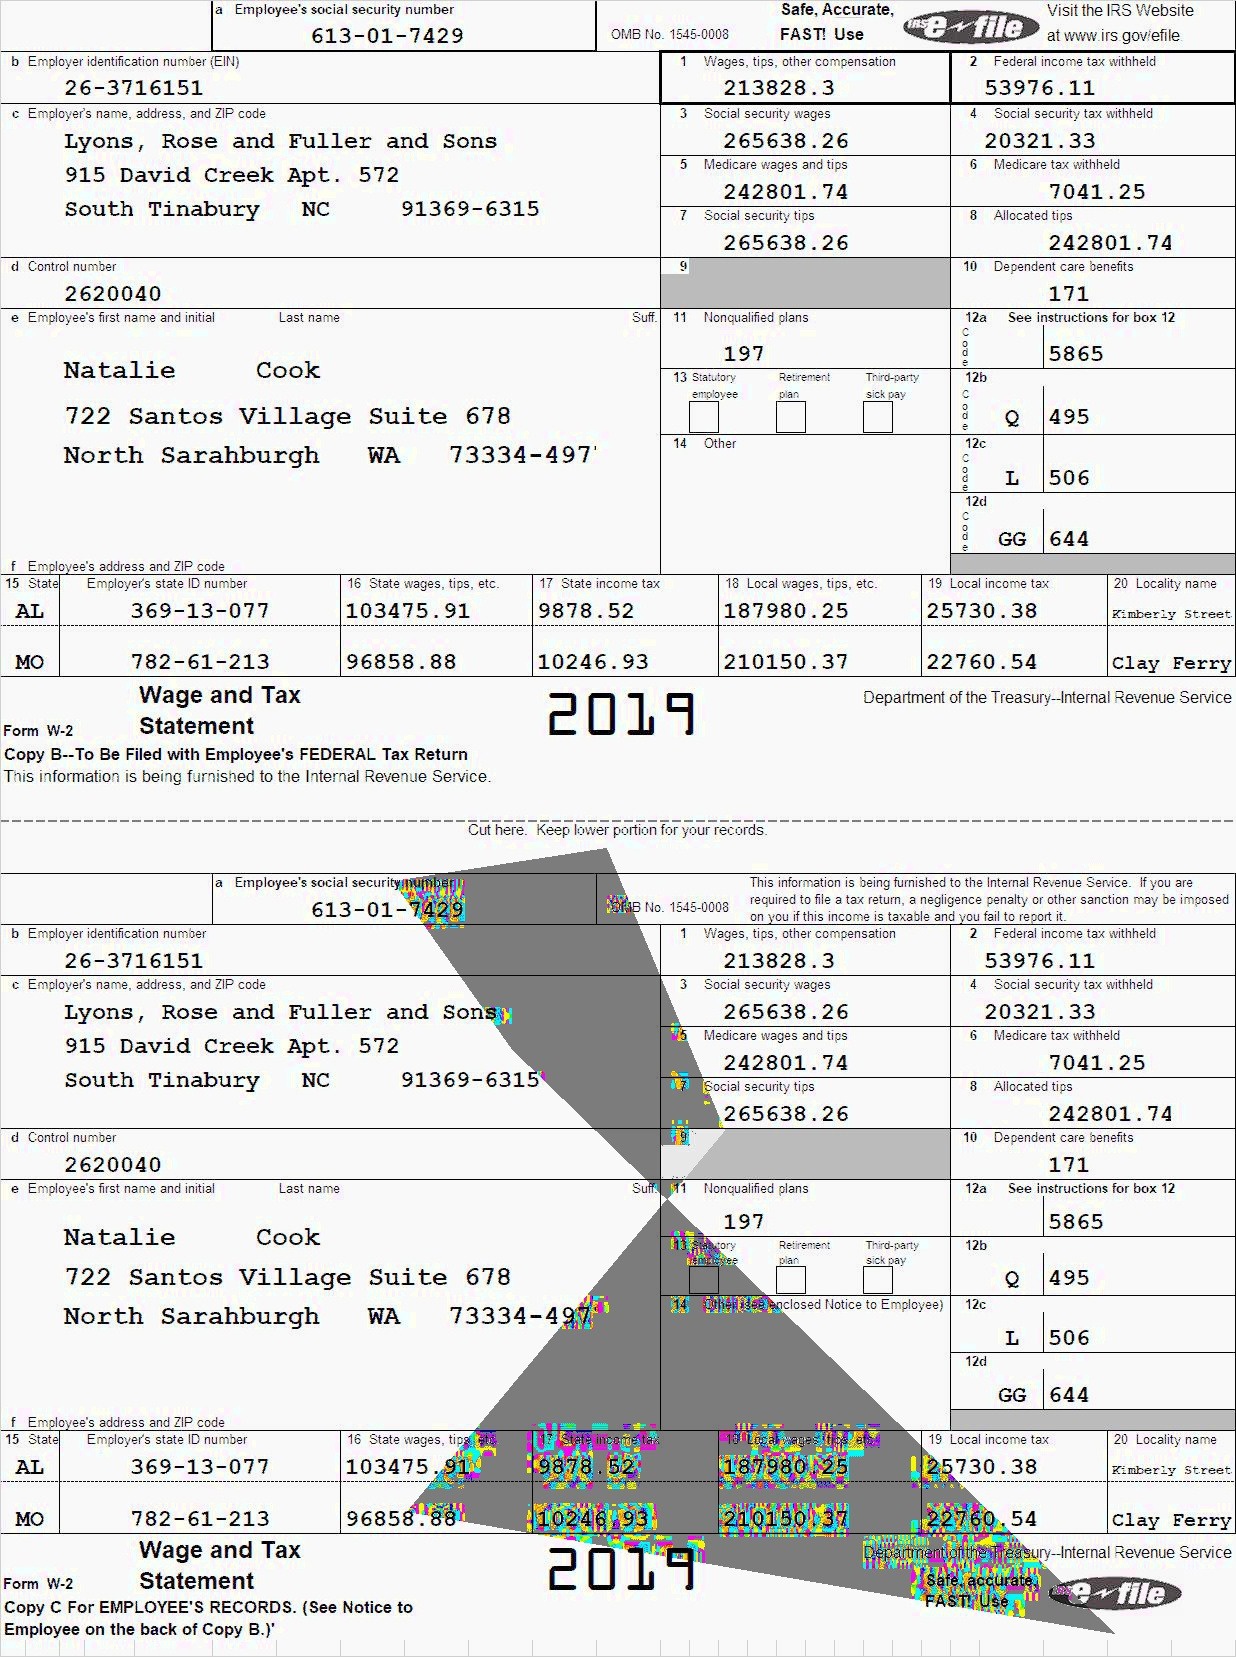 a Employee's social security number
613-01-7429
OMB No. 1545-0008
Safe, Accurate,
FAST! Use
IRS e-file
Visit the IRS Website
at www.irs.gov/efile
b Employer identification number (EIN)
26-3716151
1 Wages, tips, other compensation
213828.3
2 Federal income tax withheld
53976.11
c Employer's name, address, and ZIP code
Lyons, Rose and Fuller and Sons
915 David Creek Apt. 572
South Tinabury NC 91369-6315
3 Social security wages
265638.26
4 Social security tax withheld
20321.33
5 Medicare wages and tips
242801.74
6 Medicare tax withheld
7041.25
7 Social security tips
265638.26
8 Allocated tips
242801.74
d Control number
2620040
9
10 Dependent care benefits
171
e Employee's first name and initial Last name Suff.
Natalie Cook
722 Santos Village Suite 678
North Sarahburgh WA 73334-497
11 Nonqualified plans
197
12a See instructions for box 12
Code
5865
13 Statutory employee Retirement plan Third-party sick pay
12b
Code
Q 495
14 Other
12c
Code
L 506
12d
Code
GG 644
f Employee's address and ZIP code
15 State Employer's state ID number 16 State wages, tips, etc. 17 State income tax 18 Local wages, tips, etc. 19 Local income tax 20 Locality name
AL 369-13-077 103475.91 9878.52 187980.25 25730.38 Kimberly Street
MO 782-61-213 96858.88 10246.93 210150.37 22760.54 Clay Ferry
Wage and Tax
Statement
Form W-2
2019
Department of the Treasury--Internal Revenue Service
Copy B--To Be Filed with Employee's FEDERAL Tax Return
This information is being furnished to the Internal Revenue Service.
Cut here. Keep lower portion for your records.
a Employee's social security number
613-01-7429
OMB No. 1545-0008
This information is being furnished to the Internal Revenue Service. If you are
required to file a tax return, a negligence penalty or other sanction may be imposed
on you if this income is taxable and you fail to report it.
b Employer identification number
26-3716151
1 Wages, tips, other compensation
213828.3
2 Federal income tax withheld
53976.11
c Employer's name, address, and ZIP code
Lyons, Rose and Fuller and Sons
915 David Creek Apt. 572
South Tinabury NC 91369-6315
3 Social security wages
265638.26
4 Social security tax withheld
20321.33
5 Medicare wages and tips
242801.74
6 Medicare tax withheld
7041.25
7 Social security tips
265638.26
8 Allocated tips
242801.74
d Control number
2620040
9
10 Dependent care benefits
171
e Employee's first name and initial Last name Suff.
Natalie Cook
722 Santos Village Suite 678
North Sarahburgh WA 73334-497
11 Nonqualified plans
197
12a See instructions for box 12
5865
13 Statutory employee Retirement plan Third-party sick pay
12b
Q 495
14 Other (see enclosed Notice to Employee)
12c
L 506
12d
GG 644
f Employee's address and ZIP code
15 State Employer's state ID number 16 State wages, tips, etc. 17 State income tax 18 Local wages, tips, etc. 19 Local income tax 20 Locality name
AL 369-13-077 103475.91 9878.52 187980.25 25730.38 Kimberly Street
MO 782-61-213 96858.88 10246.93 210150.37 22760.54 Clay Ferry
Wage and Tax
Statement
Form W-2
2019
Department of the Treasury--Internal Revenue Service
Safe, accurate,
FAST! Use
e-file
Copy C For EMPLOYEE'S RECORDS. (See Notice to
Employee on the back of Copy B.)'